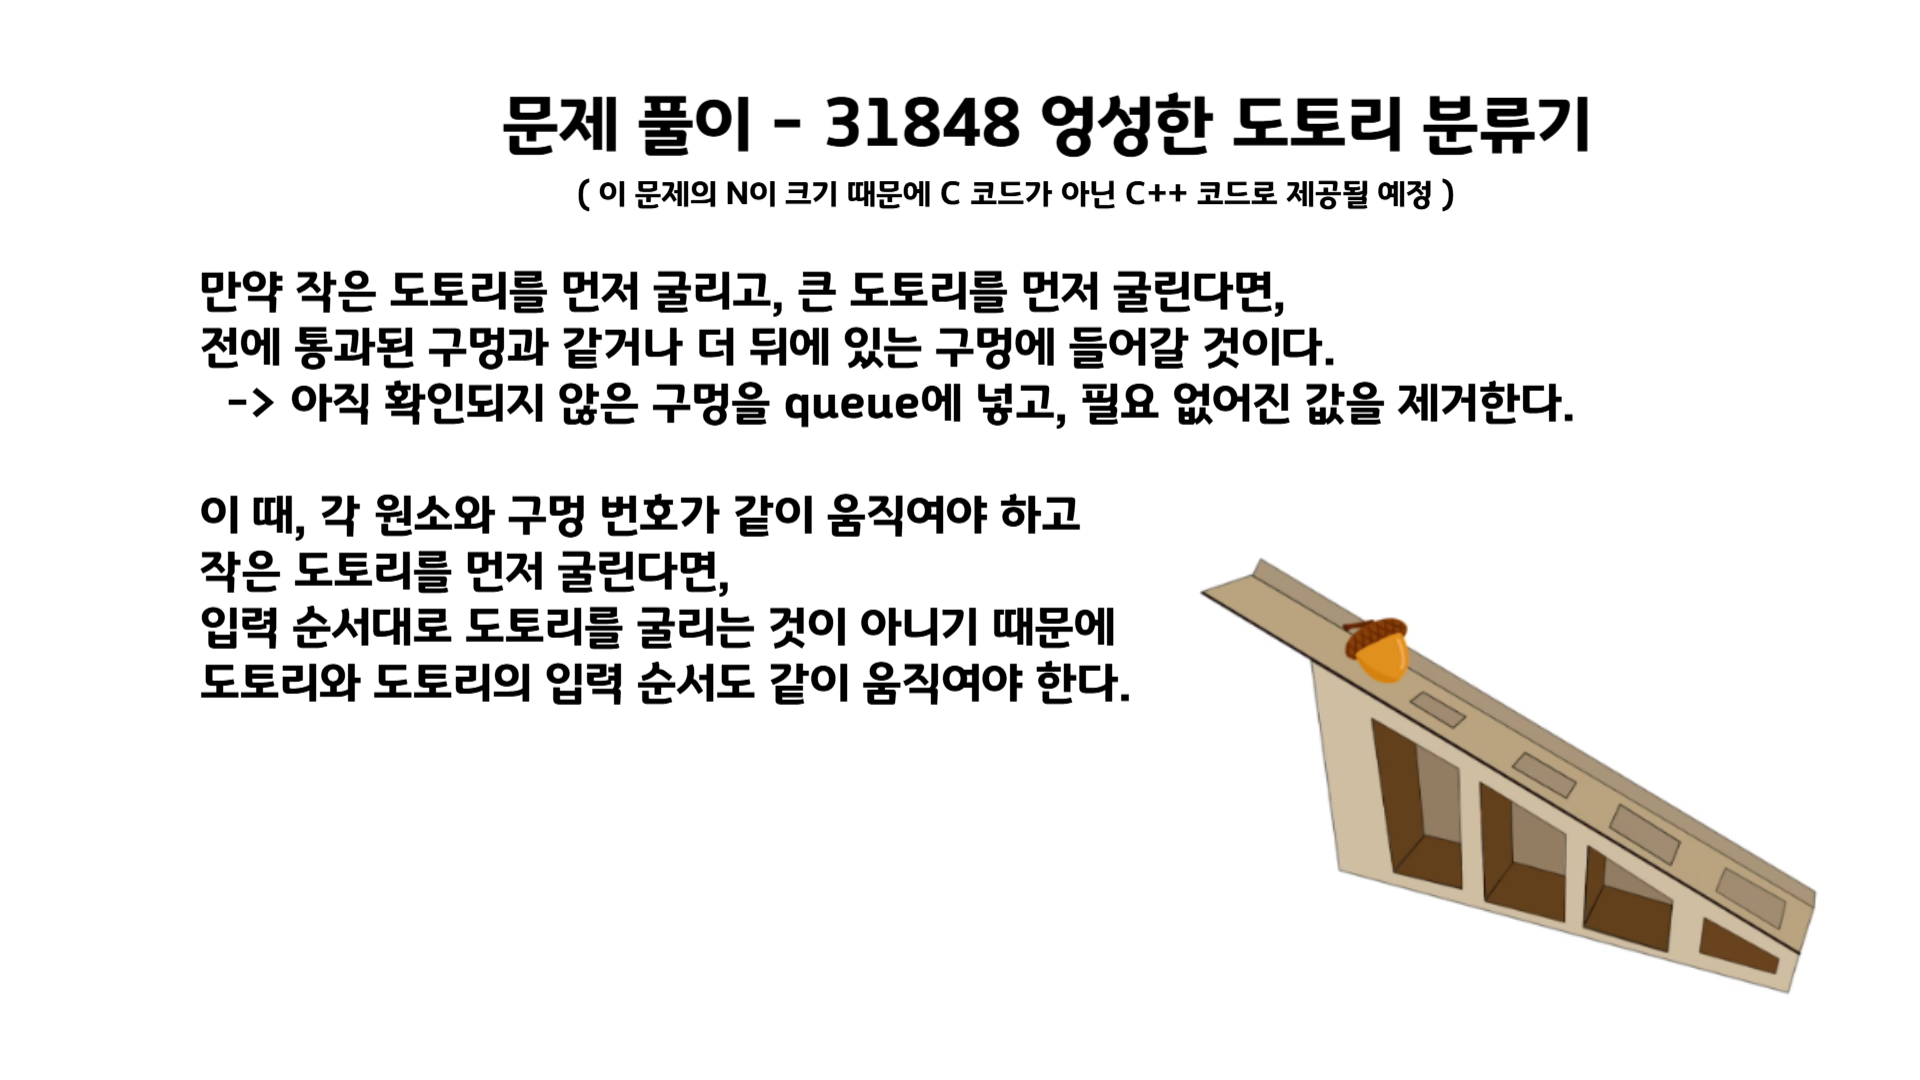 문제 풀이 - 31848 엉성한 도토리 분류기
( 이 문제의 N이 크기 때문에 C 코드가 아닌 C++ 코드로 제공될 예정 )
만약 작은 도토리를 먼저 굴리고, 큰 도토리를 먼저 굴린다면,
전에 통과된 구멍과 같거나 더 뒤에 있는 구멍에 들어갈 것이다.
-> 아직 확인되지 않은 구멍을 queue에 넣고, 필요 없어진 값을 제거한다.
이 때, 각 원소와 구멍 번호가 같이 움직여야 하고
작은 도토리를 먼저 굴린다면,
입력 순서대로 도토리를 굴리는 것이 아니기 때문에
도토리와 도토리의 입력 순서도 같이 움직여야 한다.